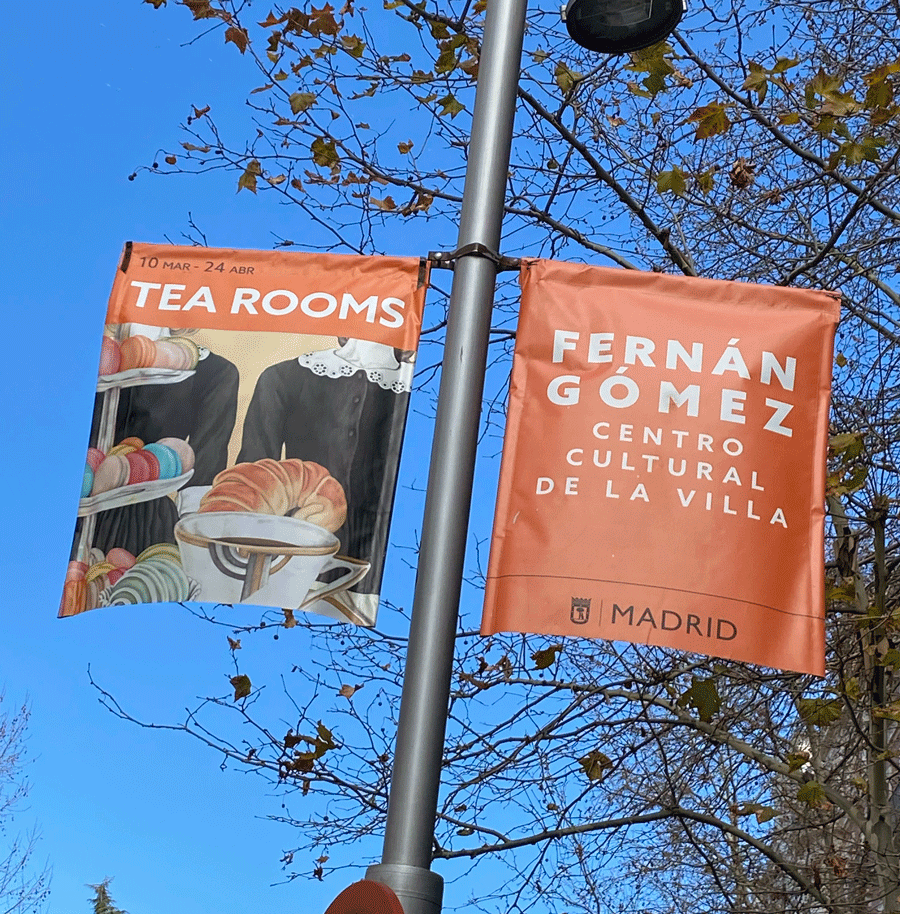 10 MAR - 24 ABR
TEA ROOMS
FERNÁN
GÓMEZ
CENTRO
CULTURAL
DE LA VILLA
MADRID